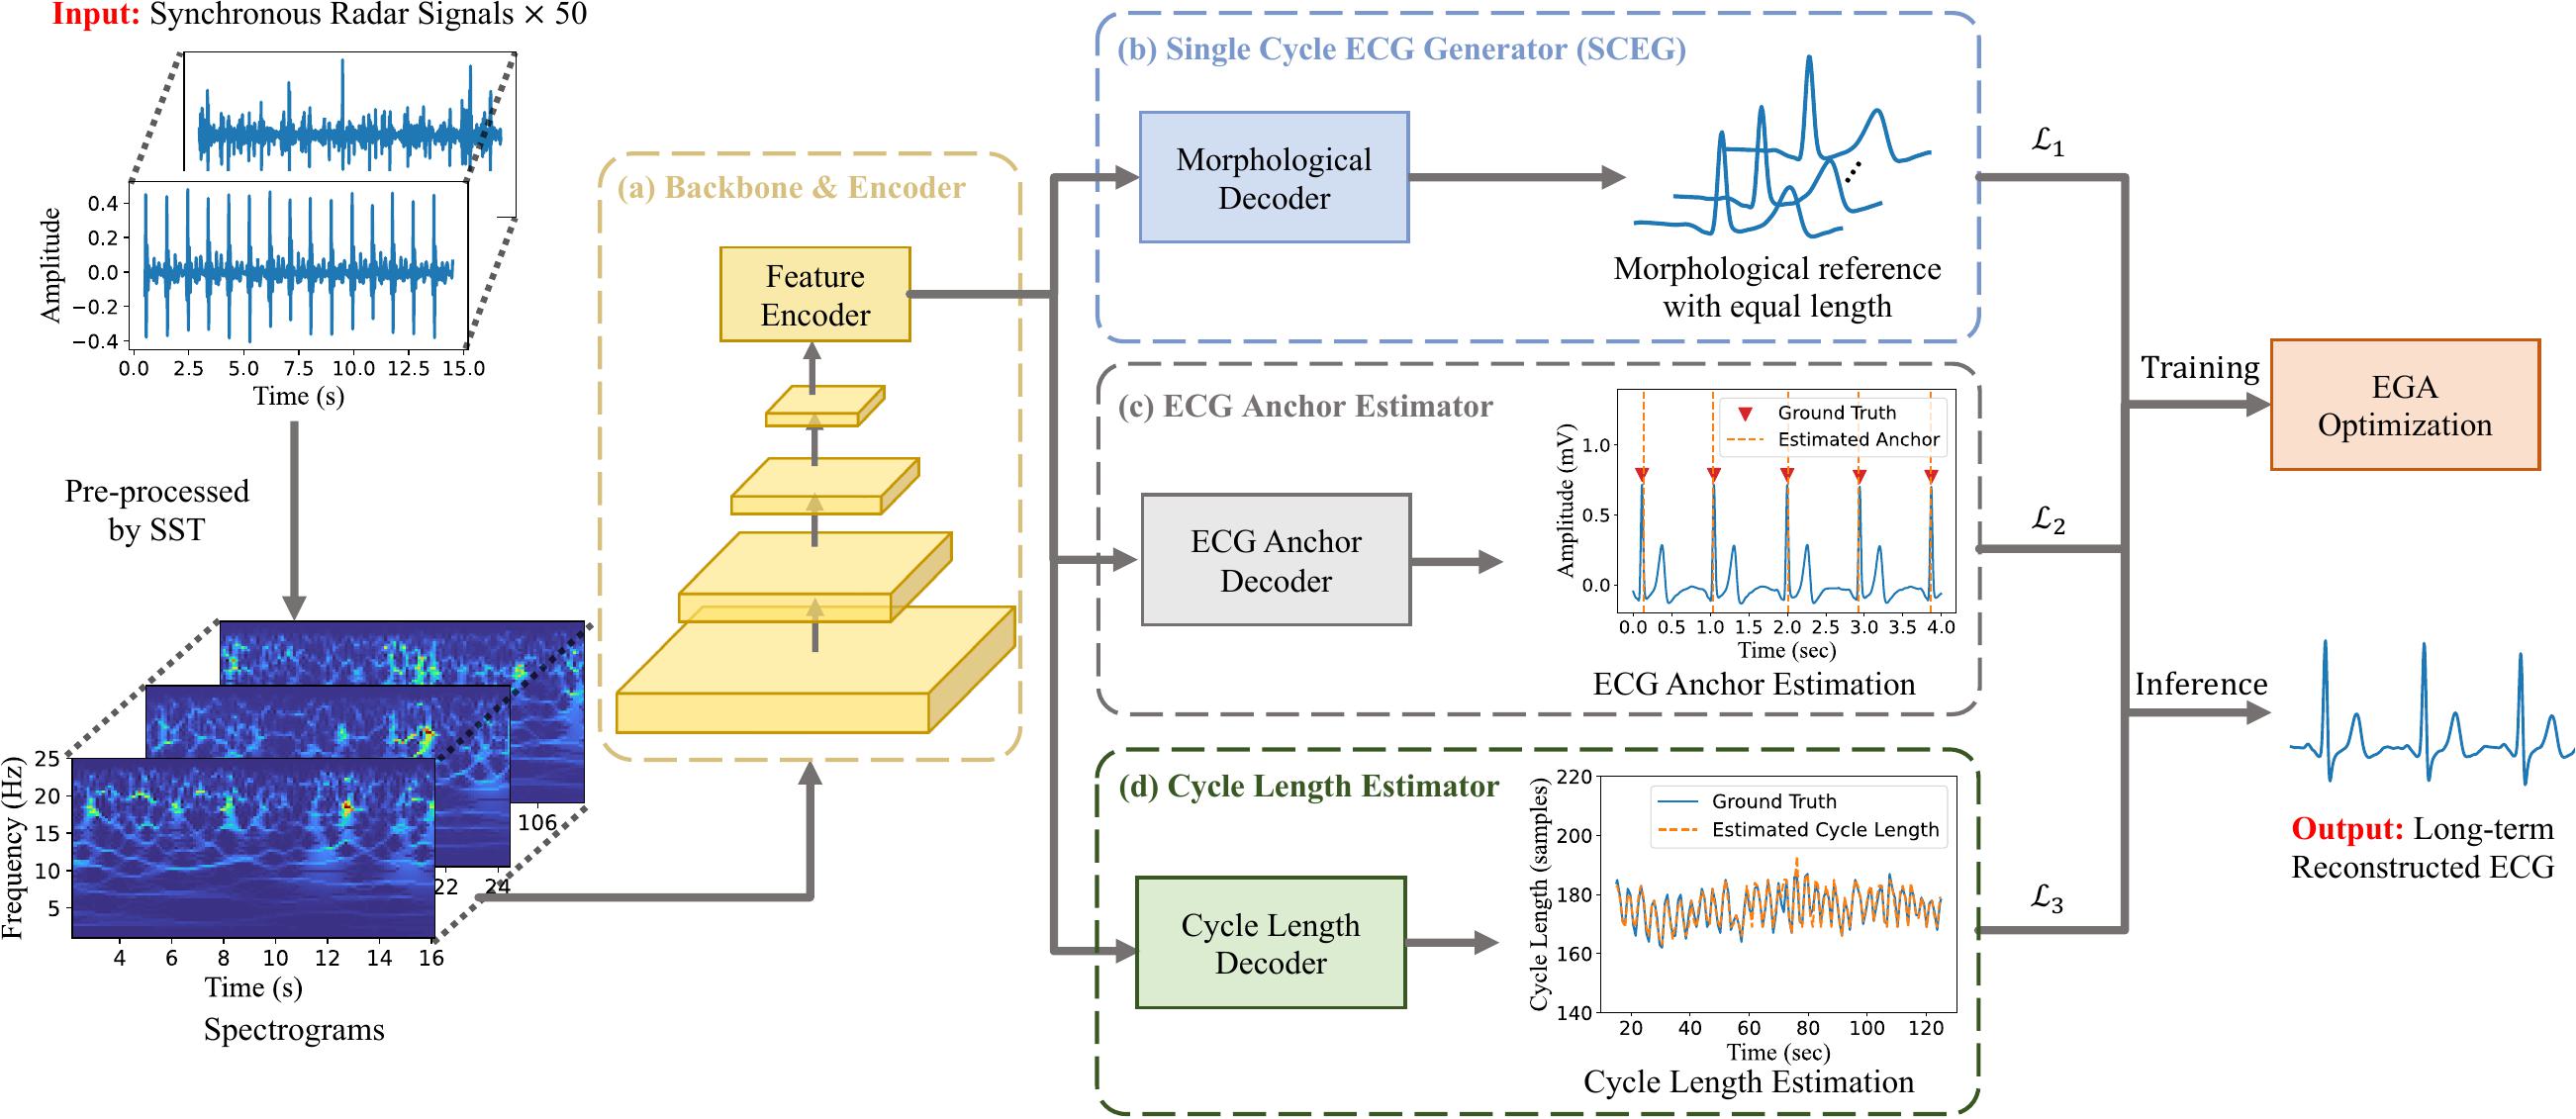 Input: Synchronous Radar Signals × 50
Amplitude
0.4
0.2
0.0
−0.2
−0.4
0.0 2.5 5.0 7.5 10.0 12.5 15.0
Time (s)
Pre-processed
by SST
Frequency (Hz)
25
20
15
10
5
4 6 8 10 12 14 16
22 24
106
Time (s)
Spectrograms
(a) Backbone & Encoder
Feature
Encoder
(b) Single Cycle ECG Generator (SCEG)
Morphological
Decoder
Morphological reference
with equal length
(c) ECG Anchor Estimator
ECG Anchor
Decoder
Ground Truth
Estimated Anchor
Amplitude (mV)
1.0
0.5
0.0
0.0 0.5 1.0 1.5 2.0 2.5 3.0 3.5 4.0
Time (sec)
ECG Anchor Estimation
(d) Cycle Length Estimator
Cycle Length
Decoder
Ground Truth
Estimated Cycle Length
Cycle Length (samples)
220
200
180
160
140
20 40 60 80 100 120
Time (sec)
Cycle Length Estimation
ℒ1
ℒ2
ℒ3
Training
EGA
Optimization
Inference
Output: Long-term
Reconstructed ECG